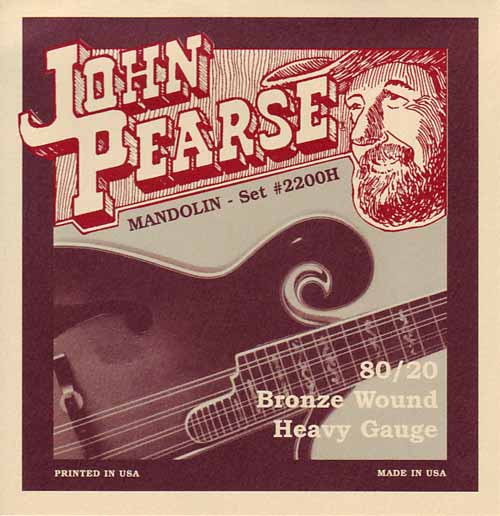 JOHN
PEARSE
MANDOLIN - Set #2200H
80/20
Bronze Wound
Heavy Gauge
PRINTED IN USA
MADE IN USA